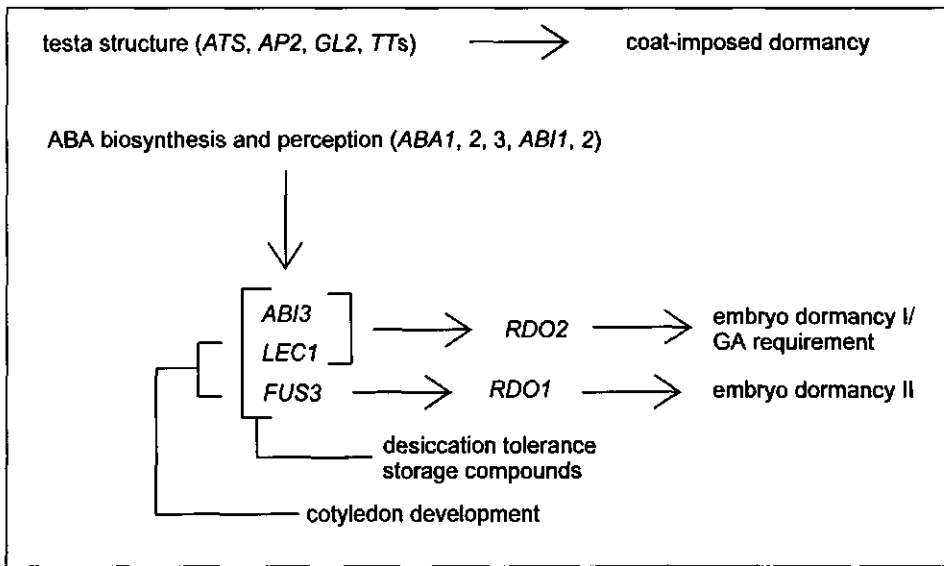 testa structure (ATS, AP2, GL2, TTs) coat-imposed dormancy
ABA biosynthesis and perception (ABA1, 2, 3, ABI1, 2)
ABI3
LEC1
FUS3
RDO2
RDO1
embryo dormancy I/
GA requirement
embryo dormancy II
desiccation tolerance
storage compounds
cotyledon development